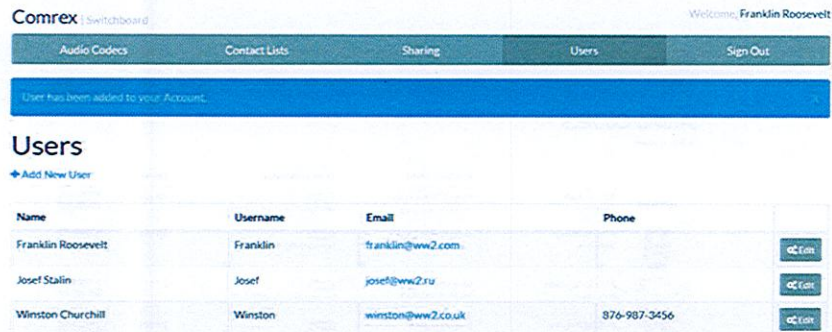 Comrex | Switchboard Welcome, Franklin Roosevelt
Audio Codecs Contact Lists Sharing Users Sign Out
User has been added to your Account. x
Users
+ Add New User
Name Username Email Phone
Franklin Roosevelt Franklin franklin@ww2.com Edit
Josef Stalin Josef josef@ww2.ru Edit
Winston Churchill Winston winston@ww2.co.uk 876-987-3456 Edit